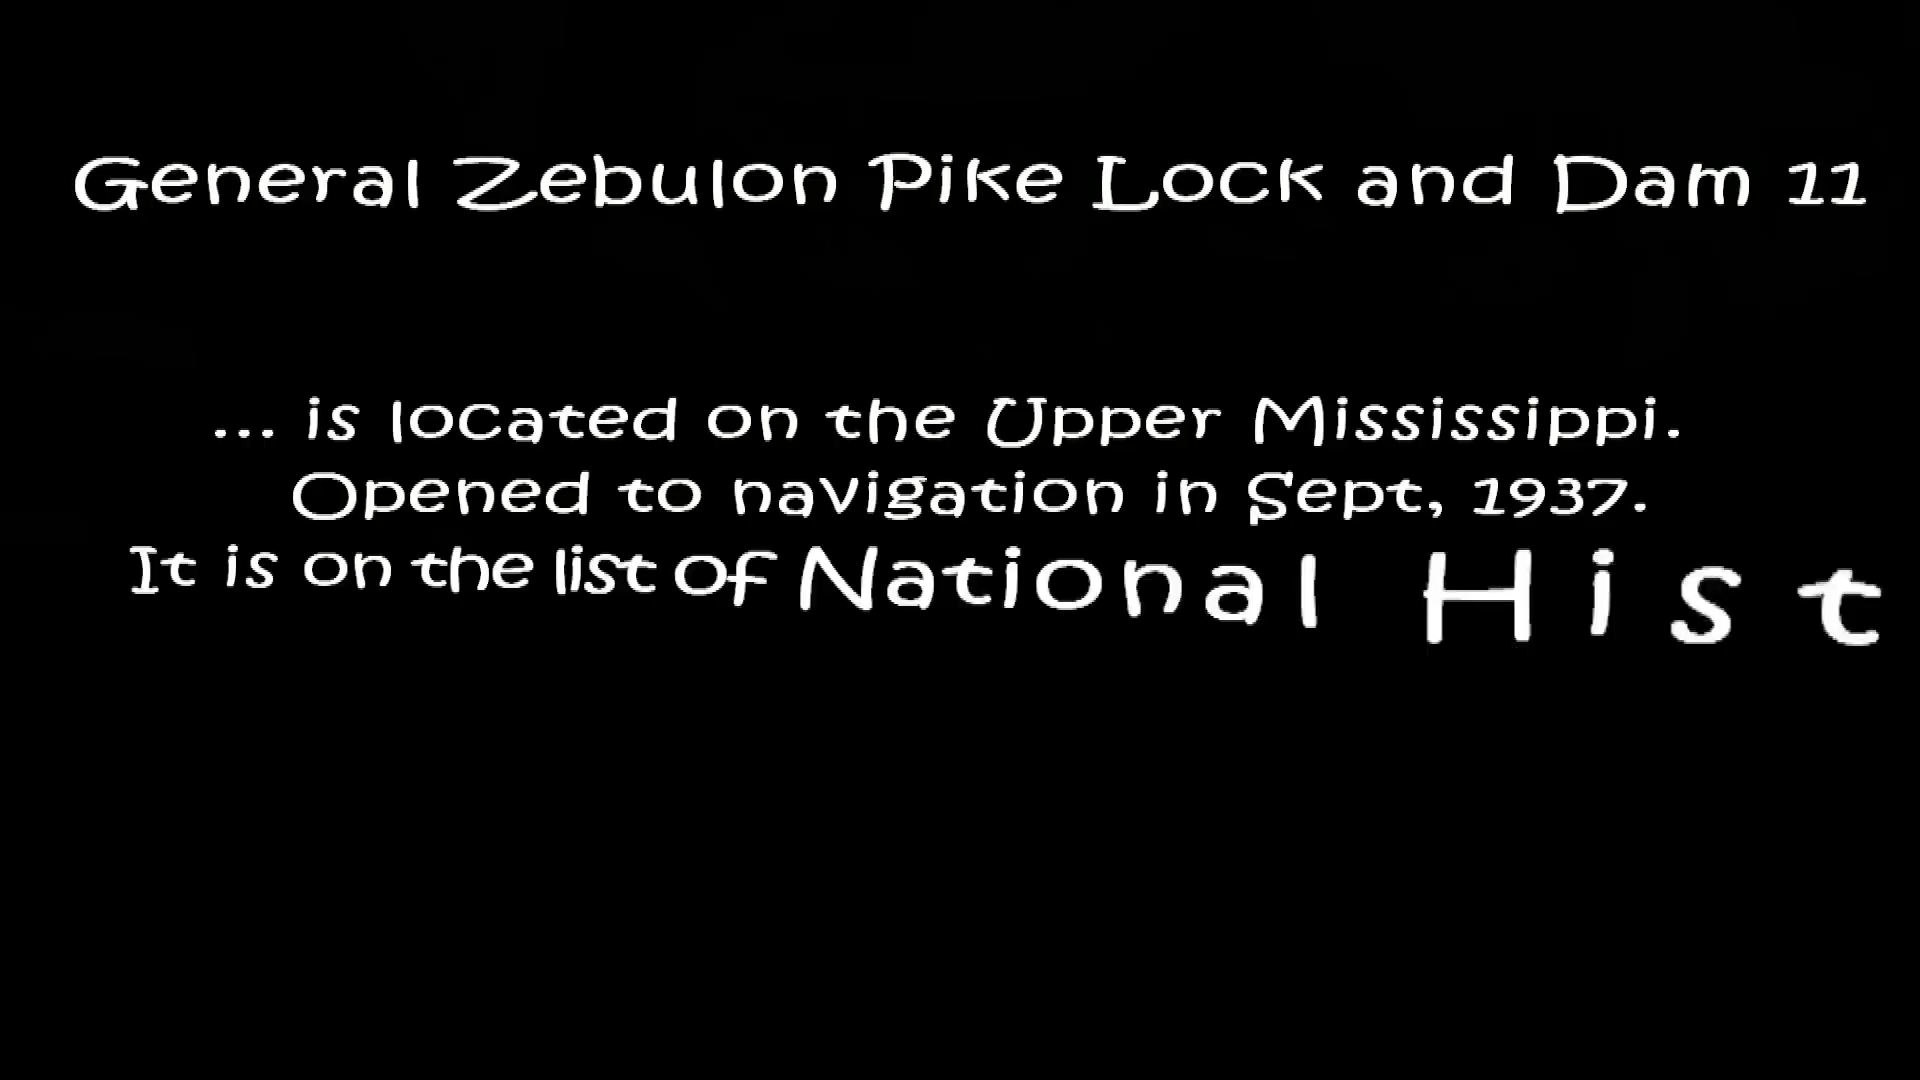 General Zebulon Pike Lock and Dam 11
... is located on the Upper Mississippi.
Opened to navigation in Sept, 1937.
It is on the list of National Hist